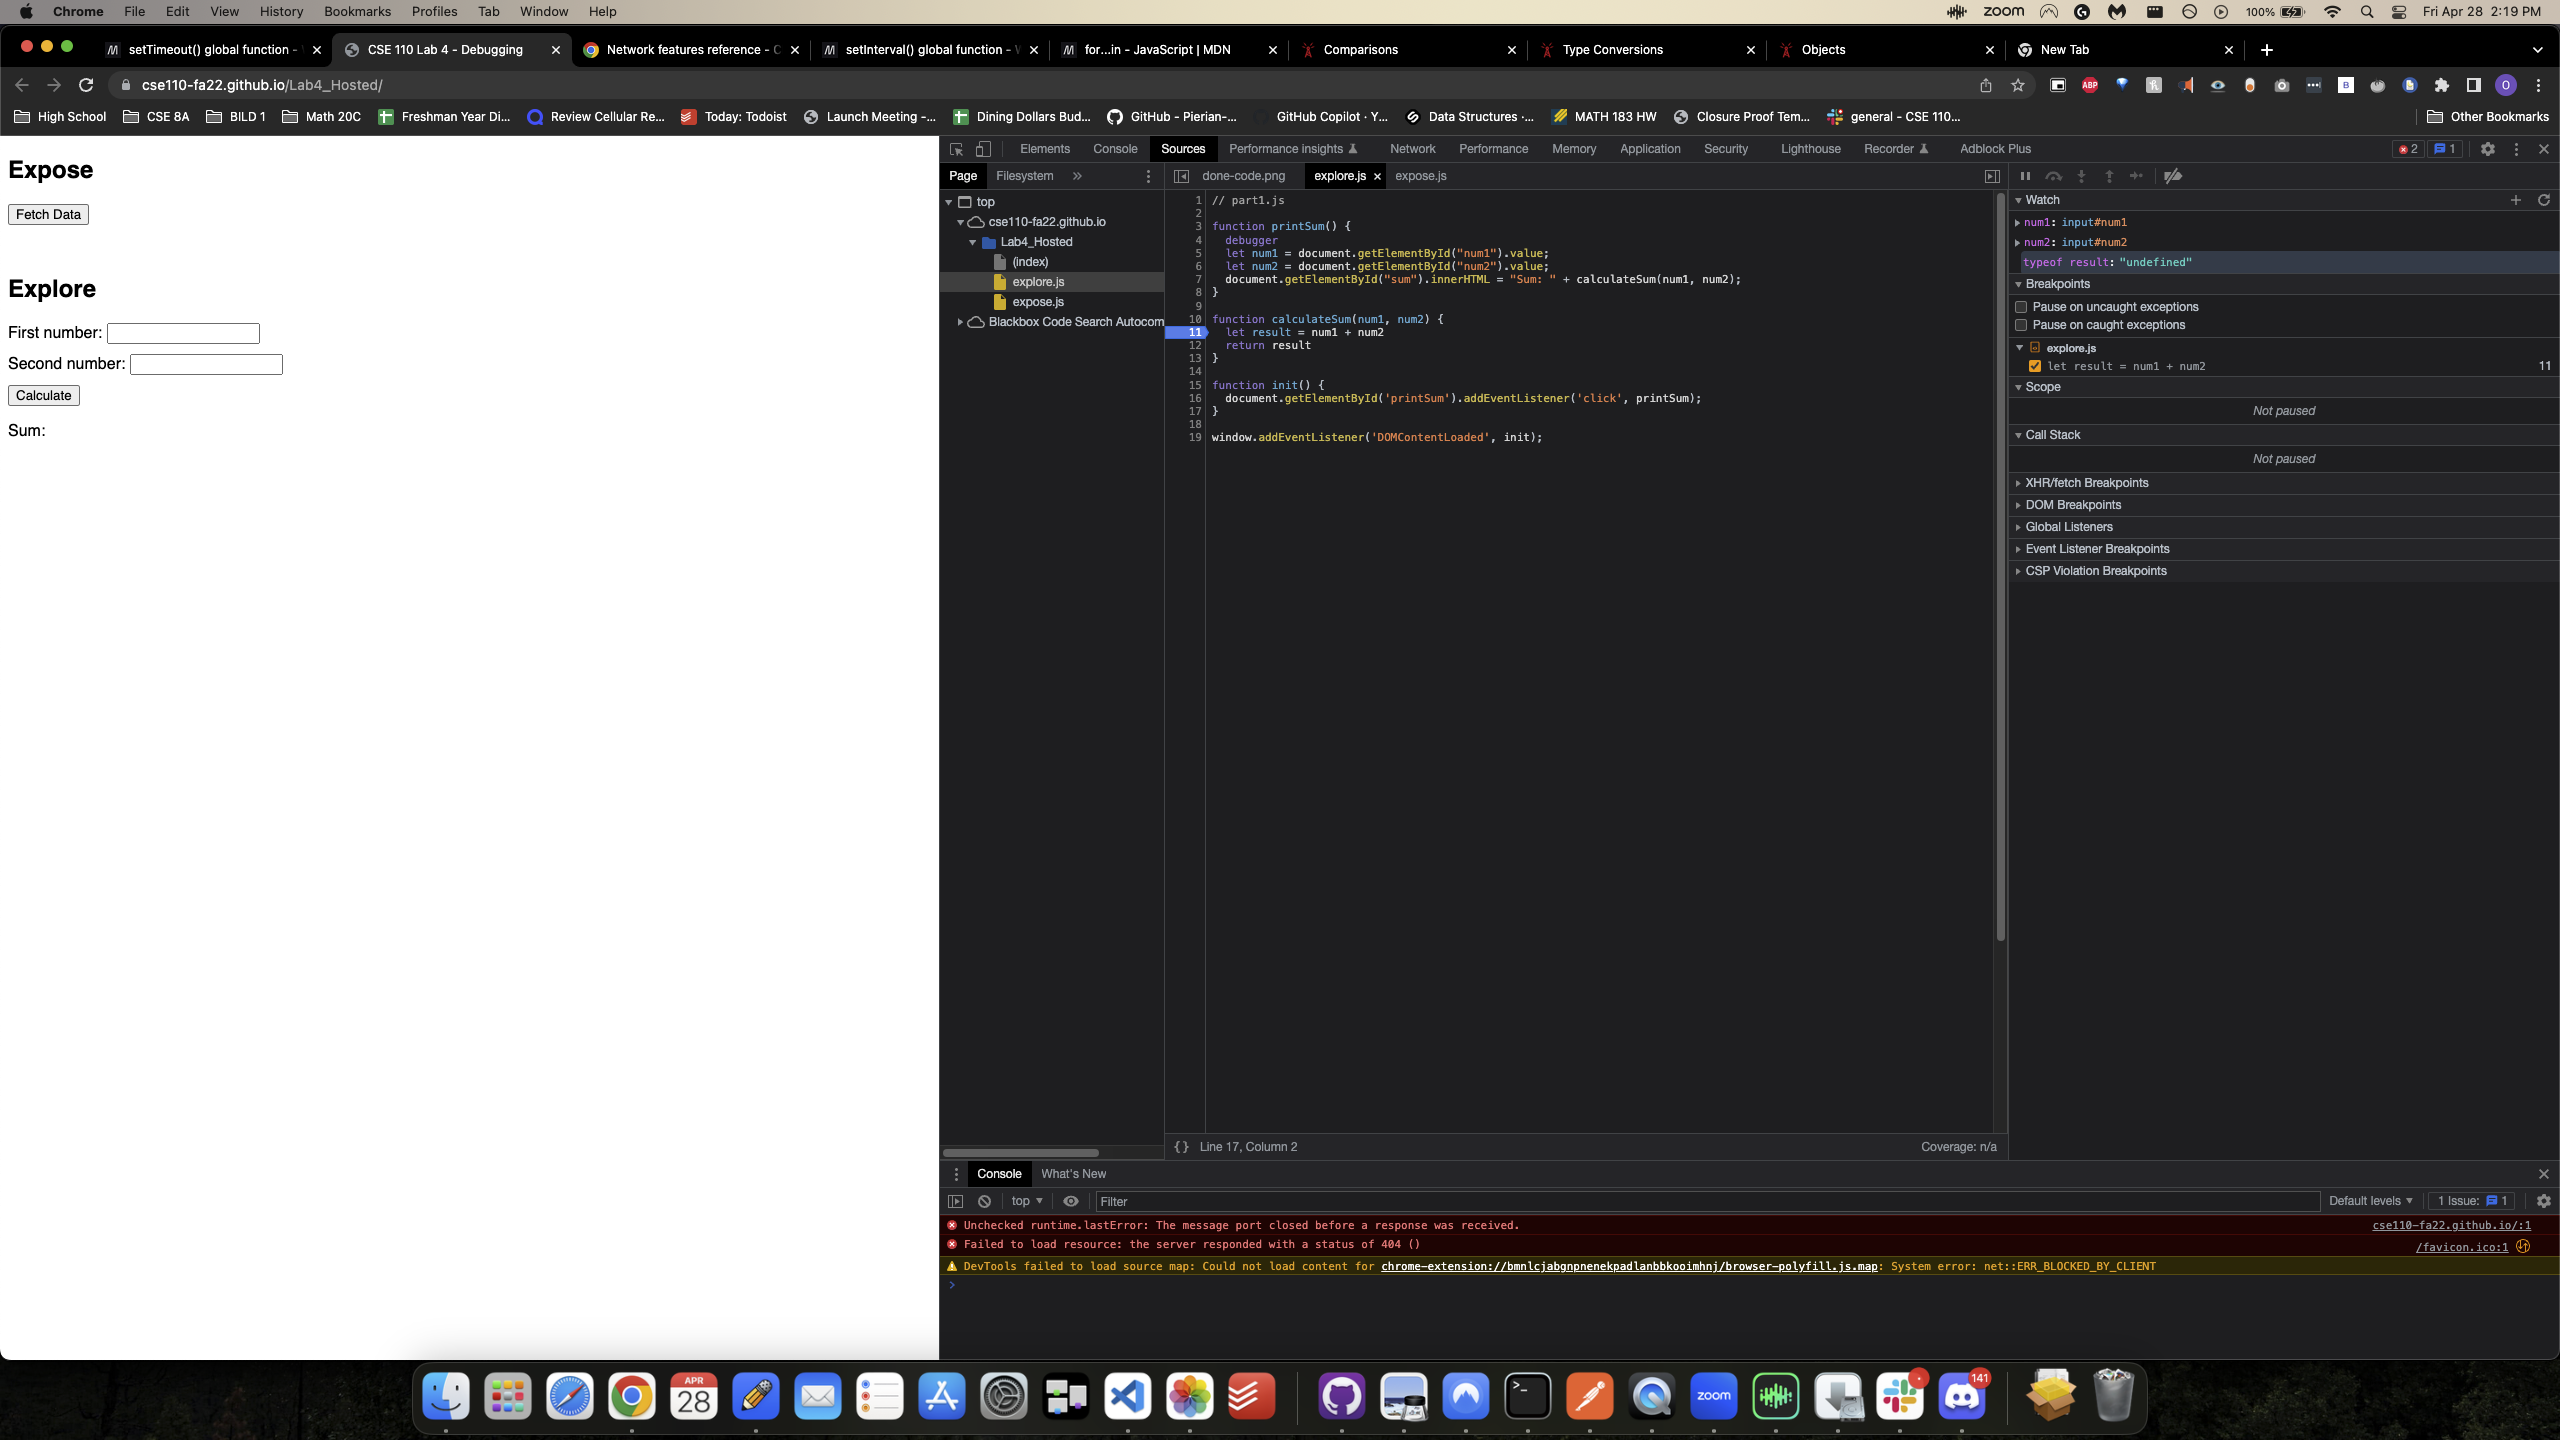 Chrome File Edit View History Bookmarks Profiles Tab Window Help
zoom 100% Fri Apr 28 2:19 PM
setTimeout() global function -
CSE 110 Lab 4 - Debugging
Network features reference - C
setInterval() global function -
for...in - JavaScript | MDN
Comparisons
Type Conversions
Objects
New Tab
cse110-fa22.github.io/Lab4_Hosted/
ABP
High School CSE 8A BILD 1 Math 20C Freshman Year Di... Review Cellular Re... Today: Todoist Launch Meeting -... Dining Dollars Bud... GitHub - Pierian-... GitHub Copilot · Y... Data Structures ·... MATH 183 HW Closure Proof Tem... general - CSE 110... Other Bookmarks
Expose
Fetch Data
Explore
First number:
Second number:
Calculate
Sum:
Elements Console Sources Performance insights Network Performance Memory Application Security Lighthouse Recorder Adblock Plus 2 1
Page Filesystem »
top
cse110-fa22.github.io
Lab4_Hosted
(index)
explore.js
expose.js
Blackbox Code Search Autocom
done-code.png explore.js expose.js
1 // part1.js
2
3 function printSum() {
4 debugger
5 let num1 = document.getElementById("num1").value;
6 let num2 = document.getElementById("num2").value;
7 document.getElementById("sum").innerHTML = "Sum: " + calculateSum(num1, num2);
8 }
9
10 function calculateSum(num1, num2) {
11 let result = num1 + num2
12 return result
13 }
14
15 function init() {
16 document.getElementById('printSum').addEventListener('click', printSum);
17 }
18
19 window.addEventListener('DOMContentLoaded', init);
{} Line 17, Column 2 Coverage: n/a
Watch
num1: input#num1
num2: input#num2
typeof result: "undefined"
Breakpoints
Pause on uncaught exceptions
Pause on caught exceptions
explore.js
let result = num1 + num2 11
Scope
Not paused
Call Stack
Not paused
XHR/fetch Breakpoints
DOM Breakpoints
Global Listeners
Event Listener Breakpoints
CSP Violation Breakpoints
Console What's New
top Filter Default levels 1 Issue: 1
Unchecked runtime.lastError: The message port closed before a response was received. cse110-fa22.github.io/:1
Failed to load resource: the server responded with a status of 404 () /favicon.ico:1
DevTools failed to load source map: Could not load content for chrome-extension://bmnlcjabgnpnenekpadlanbbkooimhnj/browser-polyfill.js.map: System error: net::ERR_BLOCKED_BY_CLIENT
APR
28
zoom
141